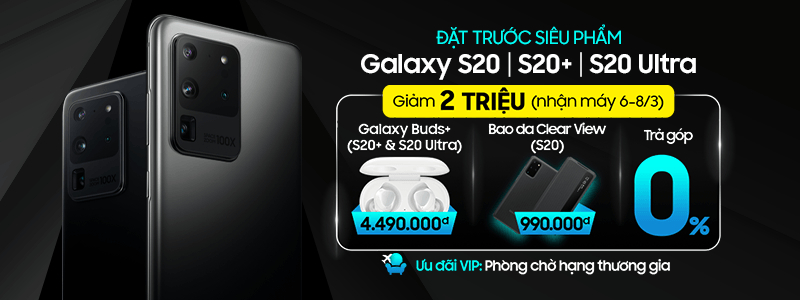 ĐẶT TRƯỚC SIÊU PHẨM
Galaxy S20 | S20+ | S20 Ultra
Giảm 2 TRIỆU (nhận máy 6-8/3)
Galaxy Buds+
(S20+ & S20 Ultra)
4.490.000đ
Bao da Clear View
(S20)
990.000đ
Trả góp
0%
Ưu đãi VIP: Phòng chờ hạng thương gia
100X
100X